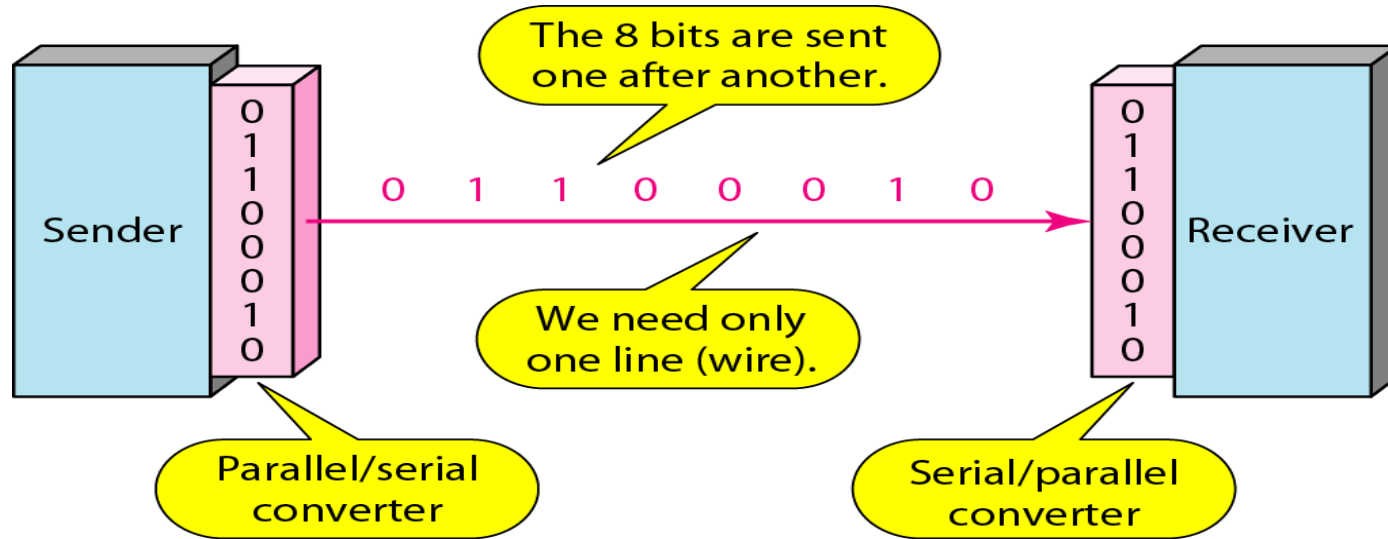 The 8 bits are sent
one after another.
Sender
0
1
1
0
0
0
1
0
0 1 1 0 0 0 1 0
0
1
1
0
0
0
1
0
Receiver
We need only
one line (wire).
Parallel/serial
converter
Serial/parallel
converter